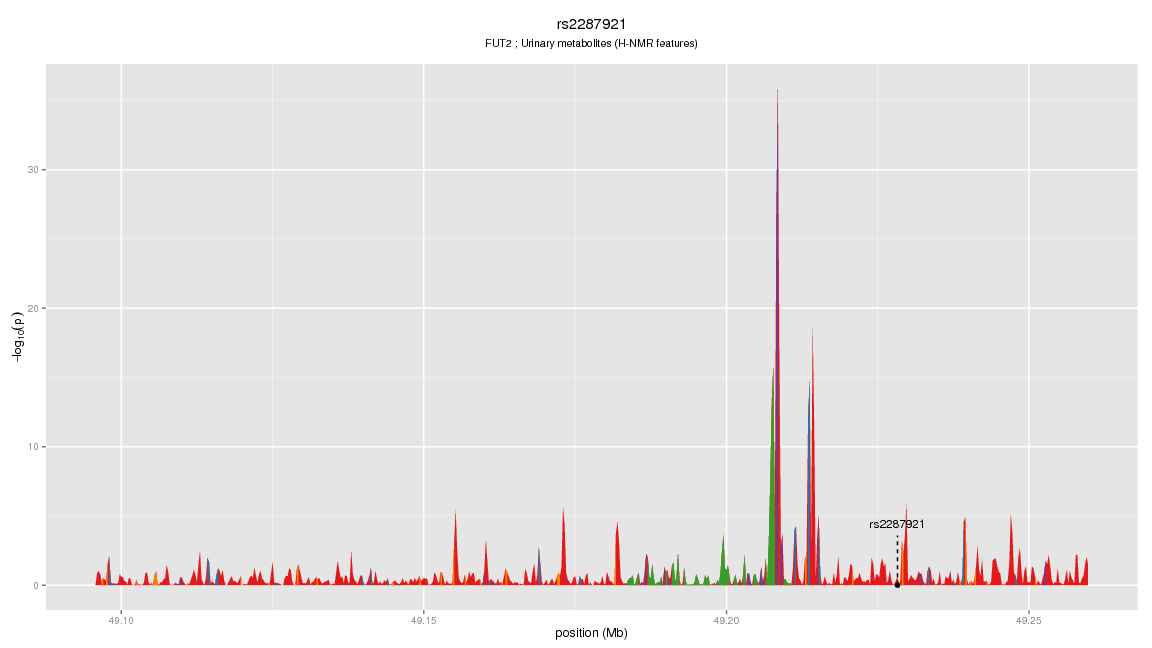 rs2287921
FUT2 ; Urinary metabolites (H-NMR features)
30
20
10
0
−log10(p)
rs2287921
49.10
49.15
49.20
49.25
position (Mb)